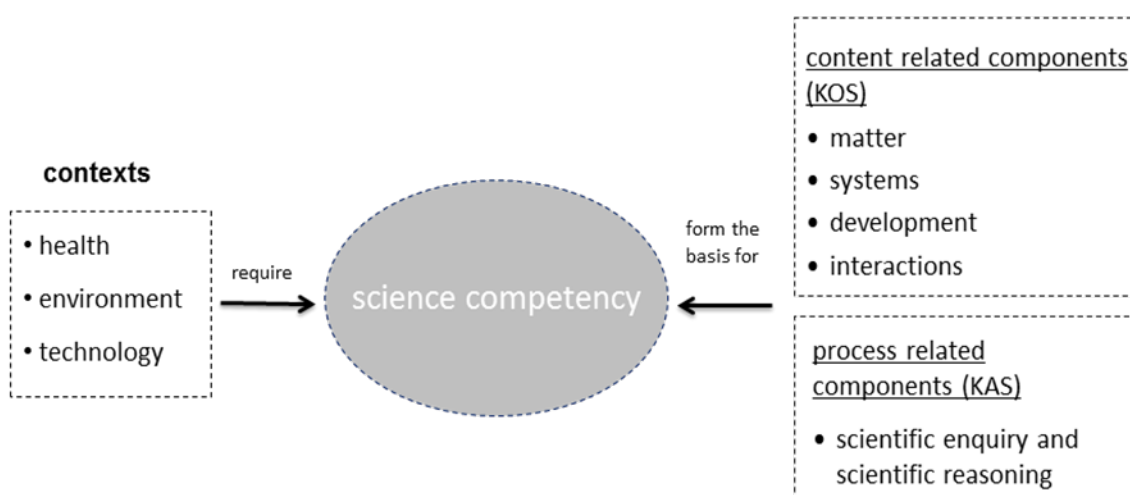 contexts
• health
• environment
• technology
require
science competency
form the
basis for
content related components
(KOS)
• matter
• systems
• development
• interactions
process related
components (KAS)
• scientific enquiry and
scientific reasoning